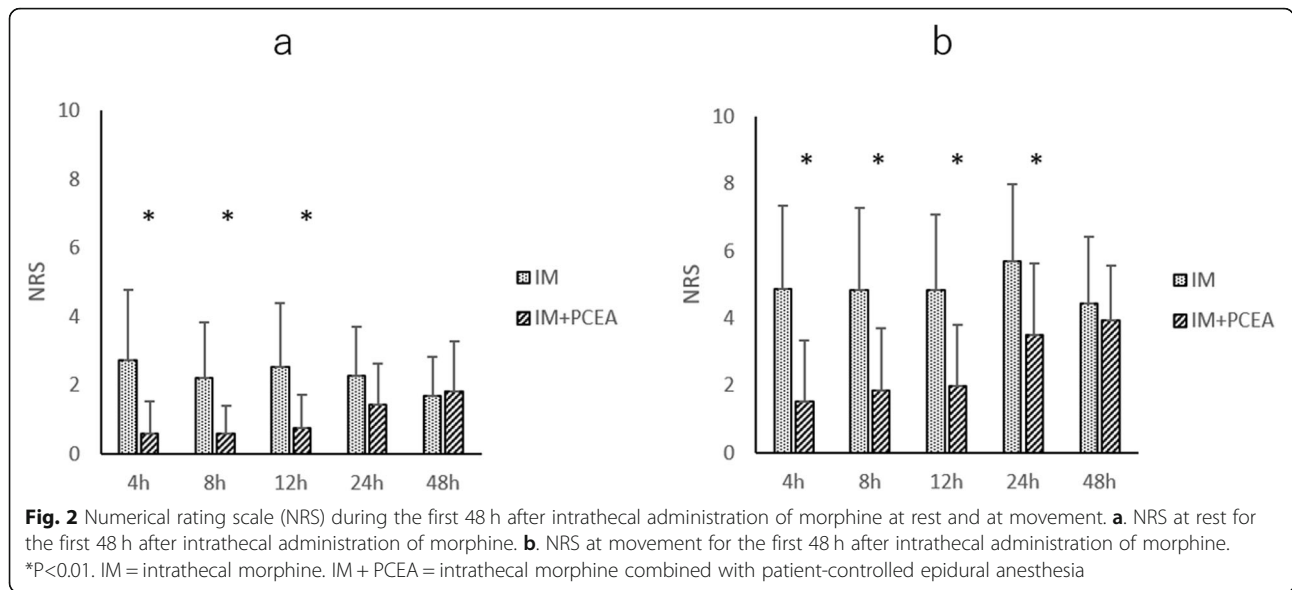 a
10
8
6
4
2
0
NRS
* * *
IM
IM+PCEA
4h 8h 12h 24h 48h
b
10
8
6
4
2
0
NRS
* * * *
IM
IM+PCEA
4h 8h 12h 24h 48h
Fig. 2 Numerical rating scale (NRS) during the first 48 h after intrathecal administration of morphine at rest and at movement. a. NRS at rest for
the first 48 h after intrathecal administration of morphine. b. NRS at movement for the first 48 h after intrathecal administration of morphine.
*P<0.01. IM = intrathecal morphine. IM + PCEA = intrathecal morphine combined with patient-controlled epidural anesthesia